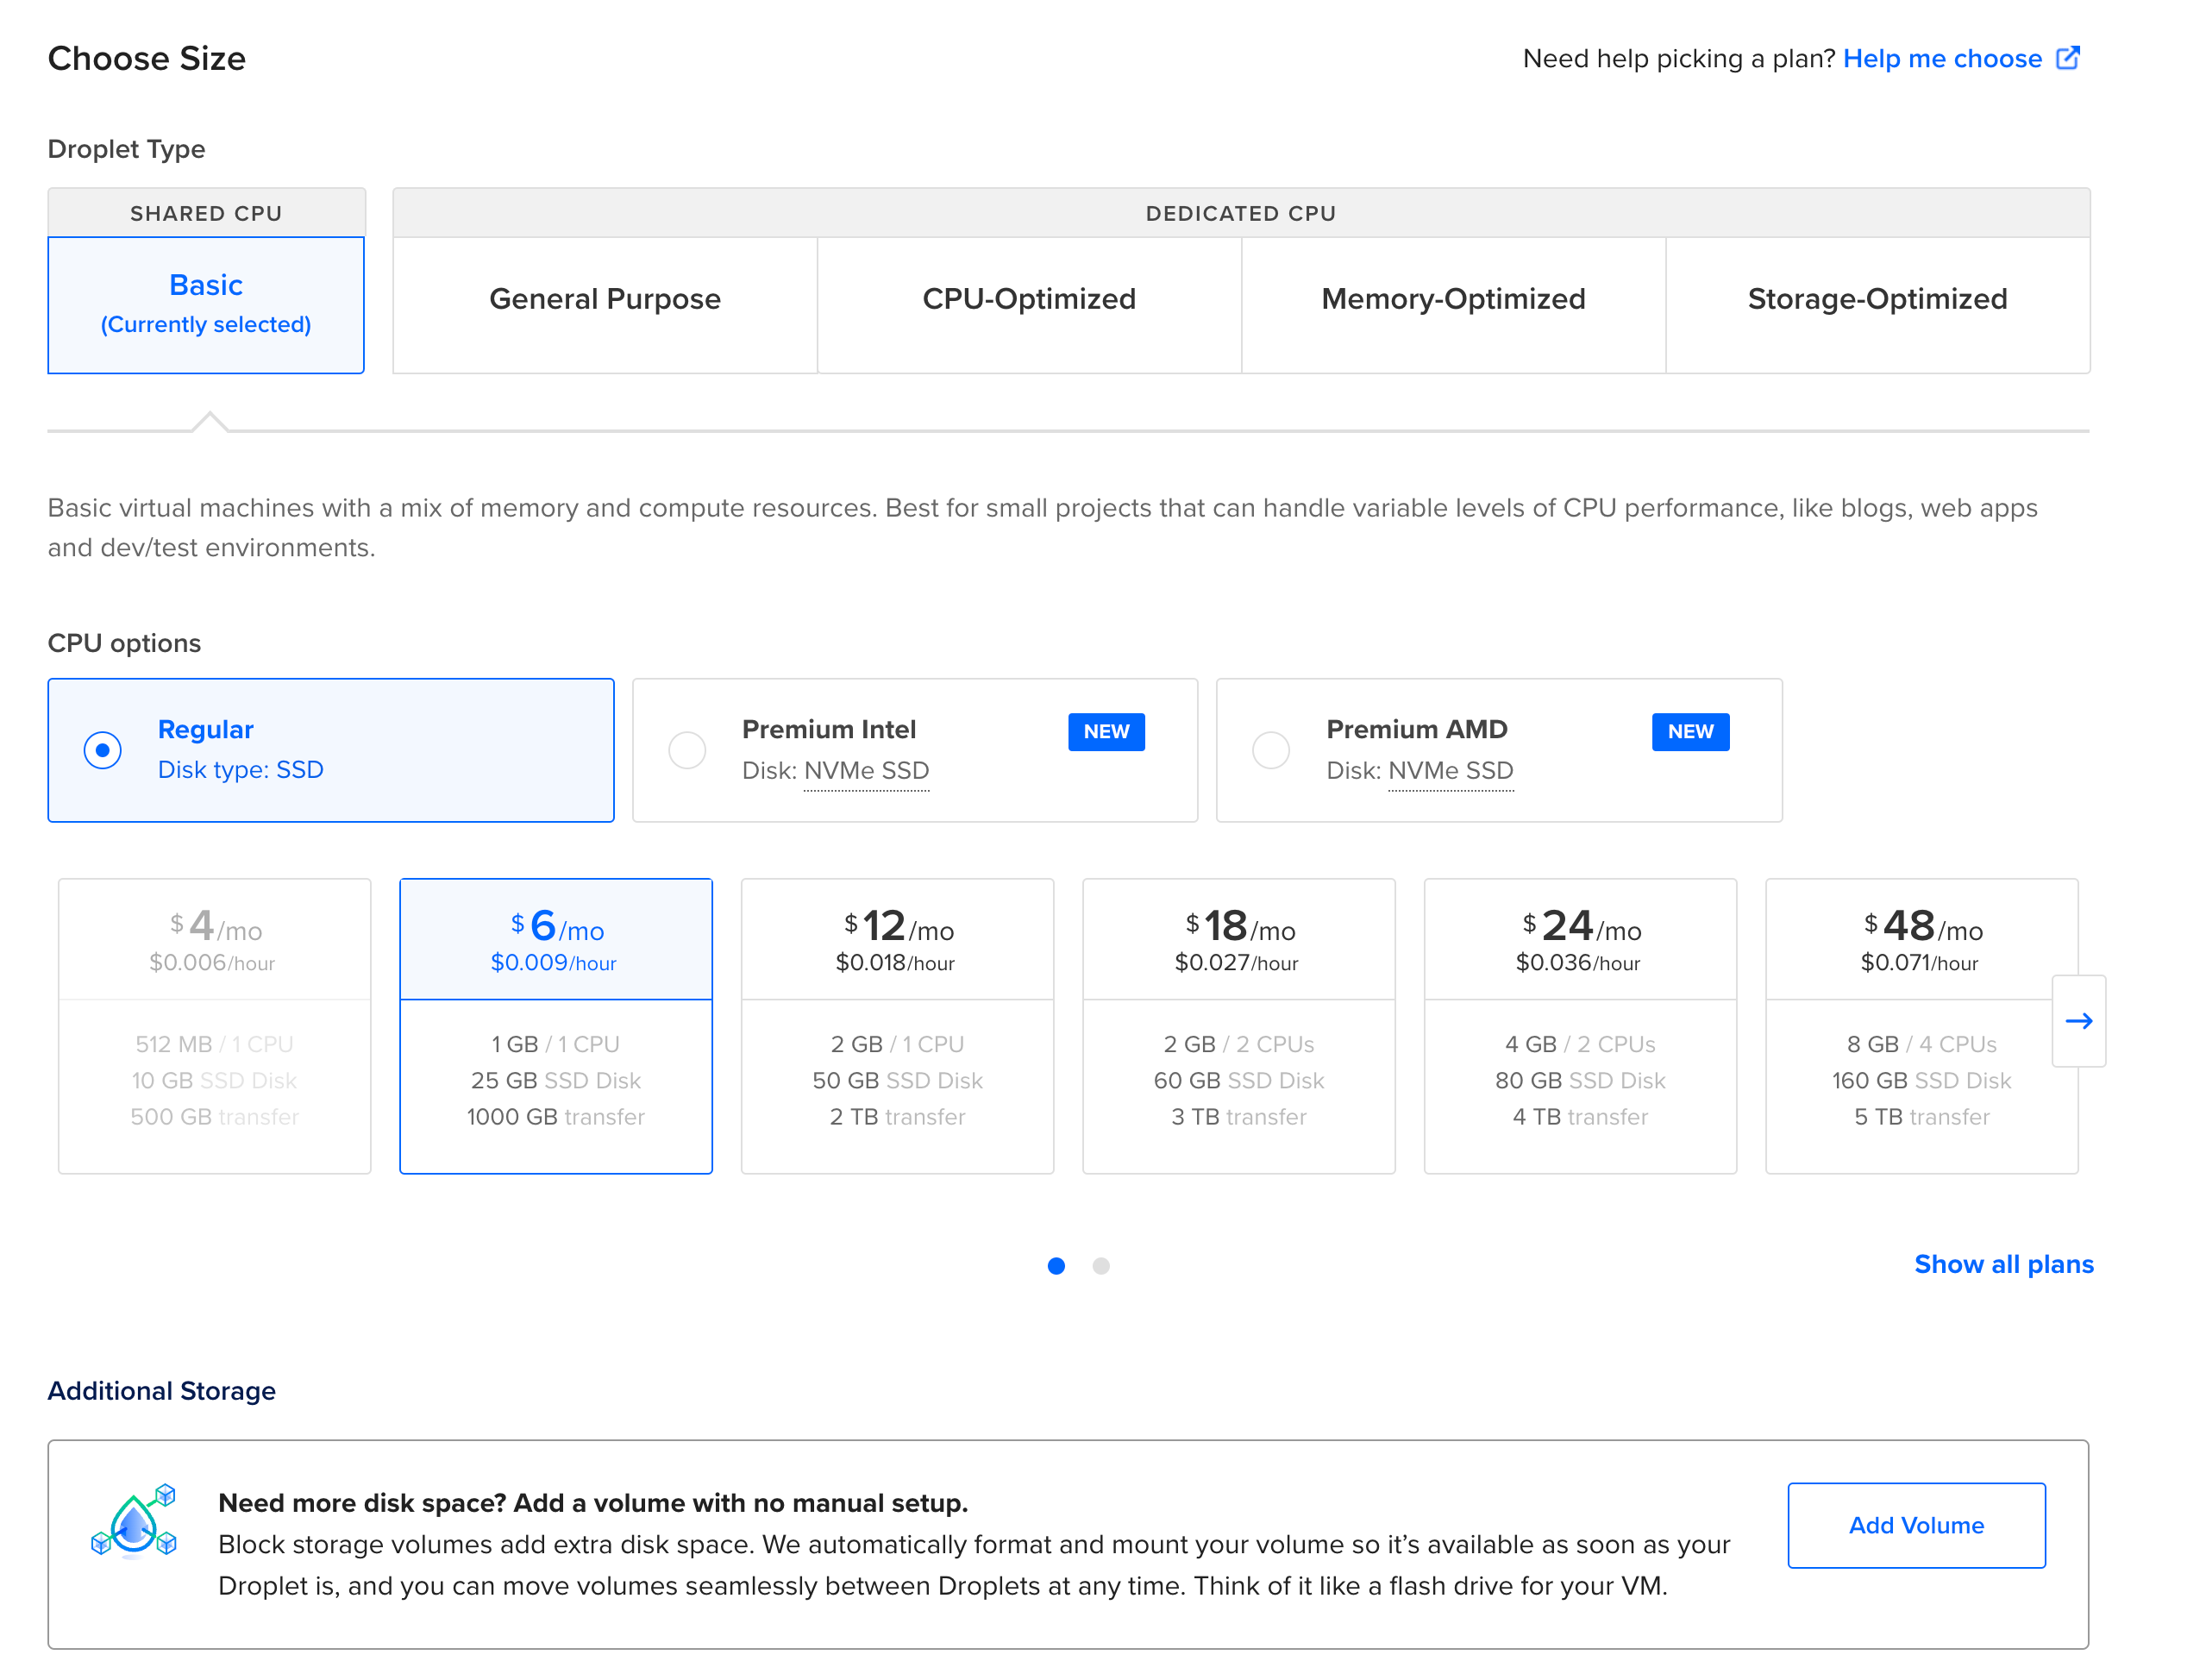 Choose Size
Need help picking a plan? Help me choose
Droplet Type
SHARED CPU
DEDICATED CPU
Basic
(Currently selected)
General Purpose
CPU-Optimized
Memory-Optimized
Storage-Optimized
Basic virtual machines with a mix of memory and compute resources. Best for small projects that can handle variable levels of CPU performance, like blogs, web apps
and dev/test environments.
CPU options
Regular
Disk type: SSD
Premium Intel
NEW
Disk: NVMe SSD
Premium AMD
NEW
Disk: NVMe SSD
$4/mo
$0.006/hour
512 MB / 1 CPU
10 GB SSD Disk
500 GB transfer
$6/mo
$0.009/hour
1 GB / 1 CPU
25 GB SSD Disk
1000 GB transfer
$12/mo
$0.018/hour
2 GB / 1 CPU
50 GB SSD Disk
2 TB transfer
$18/mo
$0.027/hour
2 GB / 2 CPUs
60 GB SSD Disk
3 TB transfer
$24/mo
$0.036/hour
4 GB / 2 CPUs
80 GB SSD Disk
4 TB transfer
$48/mo
$0.071/hour
8 GB / 4 CPUs
160 GB SSD Disk
5 TB transfer
Show all plans
Additional Storage
Need more disk space? Add a volume with no manual setup.
Block storage volumes add extra disk space. We automatically format and mount your volume so it’s available as soon as your
Droplet is, and you can move volumes seamlessly between Droplets at any time. Think of it like a flash drive for your VM.
Add Volume